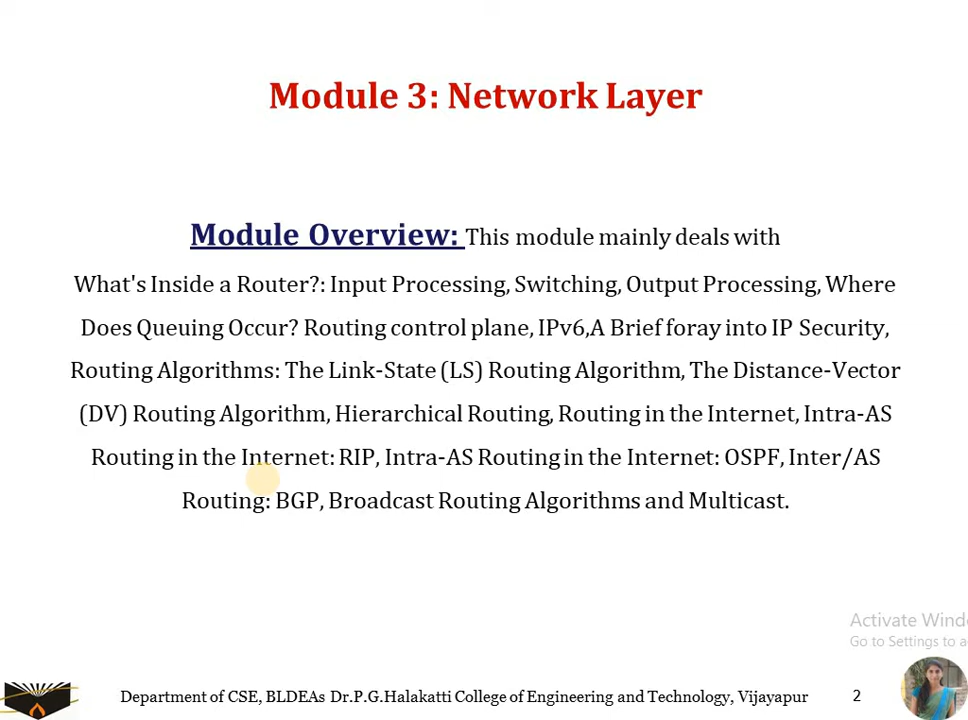 Module 3: Network Layer
Module Overview: This module mainly deals with
What's Inside a Router?: Input Processing, Switching, Output Processing, Where
Does Queuing Occur? Routing control plane, IPv6,A Brief foray into IP Security,
Routing Algorithms: The Link-State (LS) Routing Algorithm, The Distance-Vector
(DV) Routing Algorithm, Hierarchical Routing, Routing in the Internet, Intra-AS
Routing in the Internet: RIP, Intra-AS Routing in the Internet: OSPF, Inter/AS
Routing: BGP, Broadcast Routing Algorithms and Multicast.
Activate Wind
Go to Settings to a
Department of CSE, BLDEAs Dr.P.G.Halakatti College of Engineering and Technology, Vijayapur 2